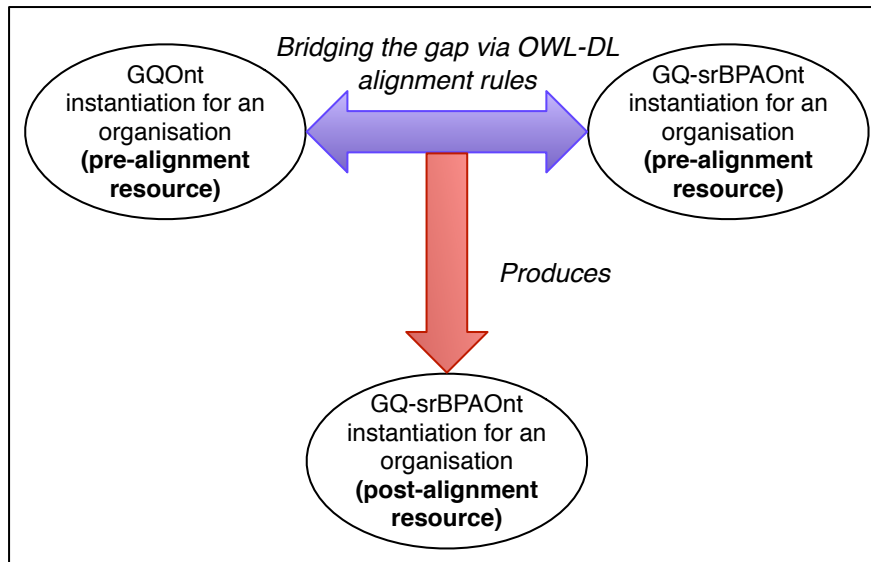 Bridging the gap via OWL-DL
alignment rules
GQOnt
instantiation for an
organisation
(pre-alignment
resource)
GQ-srBPAOnt
instantiation for an
organisation
(pre-alignment
resource)
Produces
GQ-srBPAOnt
instantiation for an
organisation
(post-alignment
resource)